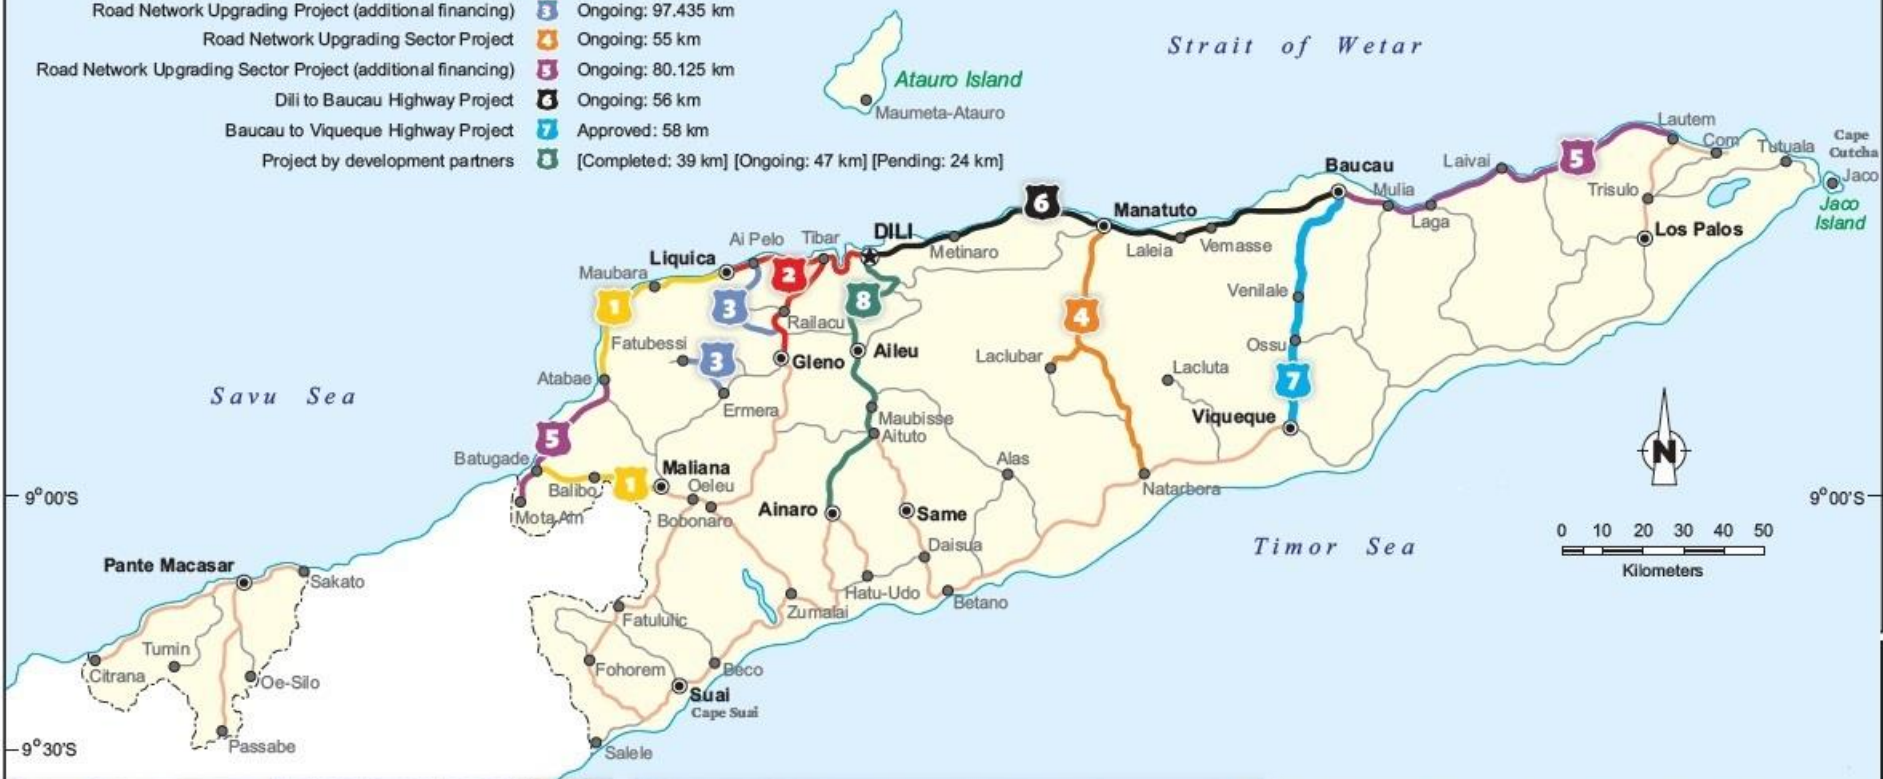 Road Network Upgrading Project (additional financing) 3 Ongoing: 97.435 km
Road Network Upgrading Sector Project 4 Ongoing: 55 km
Road Network Upgrading Sector Project (additional financing) 5 Ongoing: 80.125 km
Dili to Baucau Highway Project 6 Ongoing: 56 km
Baucau to Viqueque Highway Project 7 Approved: 58 km
Project by development partners 8 [Completed: 39 km] [Ongoing: 47 km] [Pending: 24 km]
Strait of Wetar
Atauro Island
Maumeta-Atauro
Lautem
Com
Tutuala
Cape
Cutcha
Jaco
Jaco
Island
Laivai
5
Baucau
Mulia
Laga
Trisulo
Los Palos
6
Manatuto
Laleia
Vemasse
DILI
Metinaro
Ai Pelo
Tibar
Liquica
Maubara
1
2
3
8
Railacu
Venilale
4
Fatubessi
3
Gleno
Aileu
Laclubar
Ossu
Lacluta
7
Atabae
Ermera
Savu Sea
Maubisse
Aituto
Viqueque
N
5
Batugade
Balibo
1
Maliana
Oeleu
Bobonaro
Alas
Natarbora
9°00'S
9°00'S
Mota Ain
Ainaro
Same
Daisua
Timor Sea
0 10 20 30 40 50
Kilometers
Pante Macasar
Sakato
Hatu-Udo
Betano
Zumalai
Fatululic
Tumin
Citrana
Oe-Silo
Fohorem
Beco
Suai
Cape Suai
Passabe
Salele
9°30'S